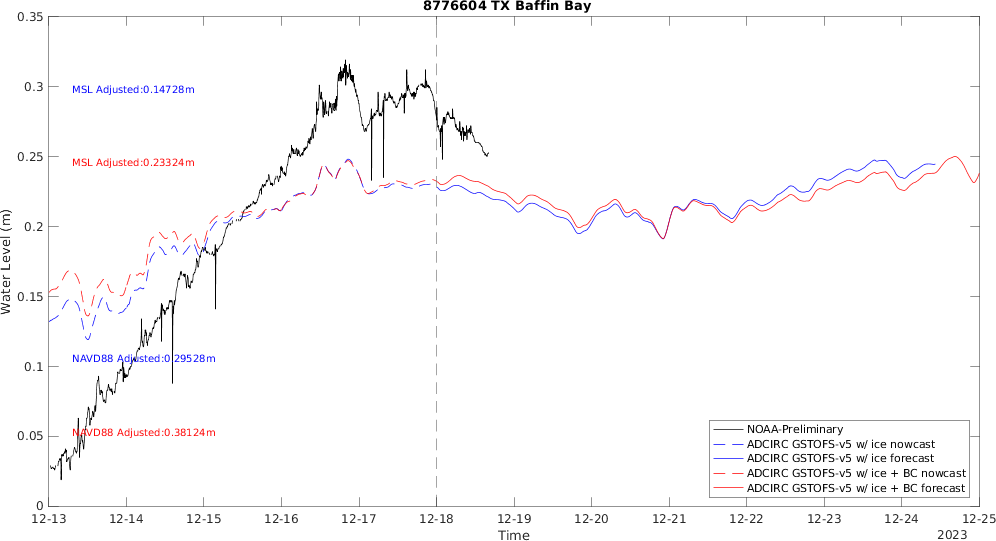 8776604 TX Baffin Bay
0.35
0.3
0.25
0.2
0.15
0.1
0.05
0
Water Level (m)
MSL Adjusted:0.14728m
MSL Adjusted:0.23324m
NAVD88 Adjusted:0.29528m
NAVD88 Adjusted:0.38124m
NOAA-Preliminary
ADCIRC GSTOFS-v5 w/ ice nowcast
ADCIRC GSTOFS-v5 w/ ice forecast
ADCIRC GSTOFS-v5 w/ ice + BC nowcast
ADCIRC GSTOFS-v5 w/ ice + BC forecast
12-13 12-14 12-15 12-16 12-17 12-18 12-19 12-20 12-21 12-22 12-23 12-24 12-25
Time
2023